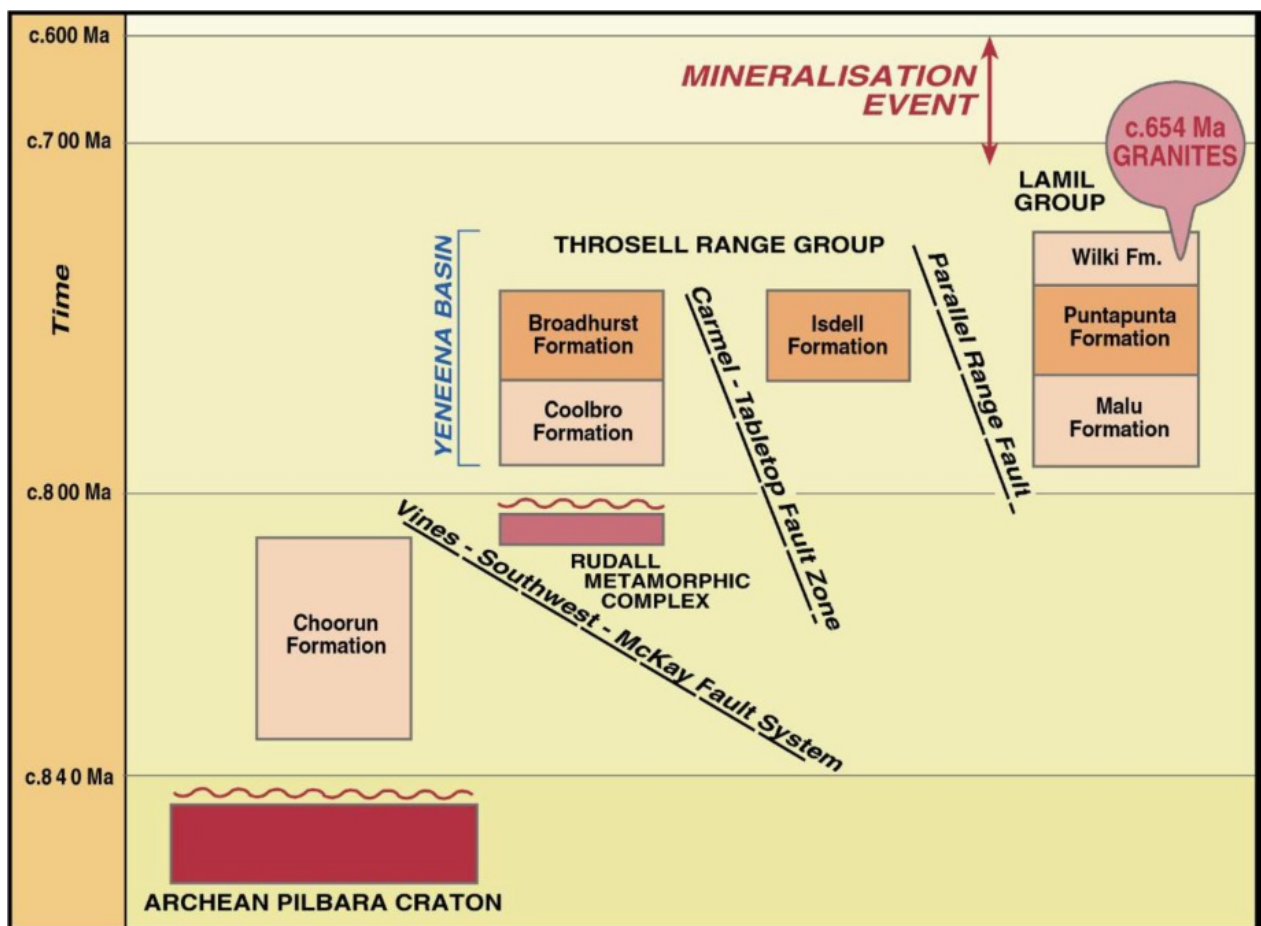 c.600 Ma
MINERALISATION
EVENT
c.654 Ma
GRANITES
c.700 Ma
LAMIL
GROUP
THROSELL RANGE GROUP
YENEENA BASIN
Time
Wilki Fm.
Broadhurst
Formation
Carmel - Tabletop Fault Zone
Isdell
Formation
Parallel Range Fault
Puntapunta
Formation
Coolbro
Formation
Malu
Formation
c.800 Ma
Vines - Southwest - McKay Fault System
RUDALL
METAMORPHIC
COMPLEX
Choorun
Formation
c.840 Ma
ARCHEAN PILBARA CRATON